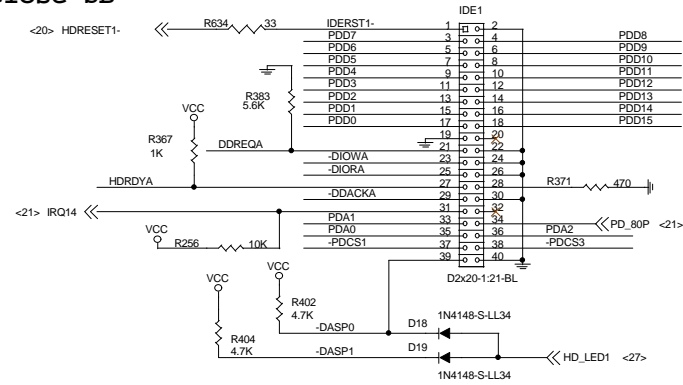 IDE1
<20> HDRESET1- R634 33 IDERST1- 1 2
PDD7 3 4 PDD8
PDD6 5 6 PDD9
PDD5 7 8 PDD10
PDD4 9 10 PDD11
R383 PDD3 11 12 PDD12
5.6K PDD2 13 14 PDD13
VCC PDD1 15 16 PDD14
PDD0 17 18 PDD15
R367 19 20
1K DDREQA 21 22
-DIOWA 23 24
-DIORA 25 26
HDRDYA 27 28 R371 470
-DDACKA 29 30
<21> IRQ14 31 32
PDA1 33 34 PD_80P <21>
VCC PDA0 35 36 PDA2
R256 10K -PDCS1 37 38 -PDCS3
39 40
VCC VCC D2x20-1:21-BL
R402
4.7K
1N4148-S-LL34
R404 -DASP0 D18
4.7K -DASP1 D19 HD_LED1 <27>
1N4148-S-LL34